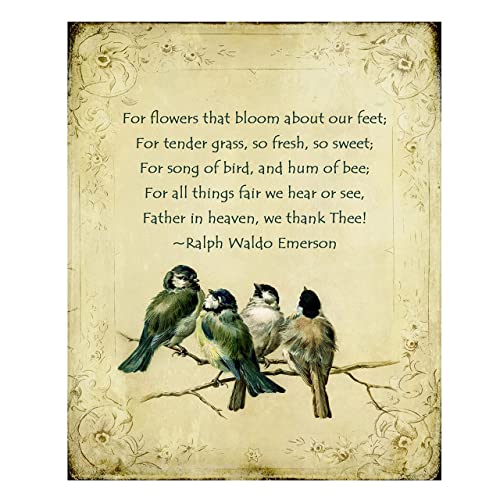 For flowers that bloom about our feet;
For tender grass, so fresh, so sweet;
For song of bird, and hum of bee;
For all things fair we hear or see,
Father in heaven, we thank Thee!
~Ralph Waldo Emerson